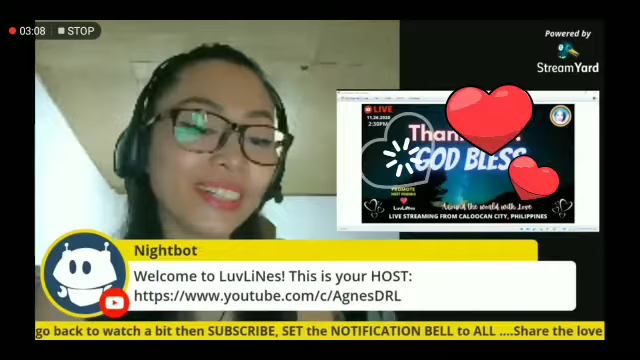 03:08 STOP
Powered by
StreamYard
LIVE
11.26.2020
2:30PM
GOD BLESS
PROMOTE
LuvLiNes
Around the world with Love
LIVE STREAMING FROM CALOOCAN CITY, PHILIPPINES
Nightbot
Welcome to LuvLiNes! This is your HOST:
https://www.youtube.com/c/AgnesDRL
go back to watch a bit then SUBSCRIBE, SET the NOTIFICATION BELL to ALL ....Share the love